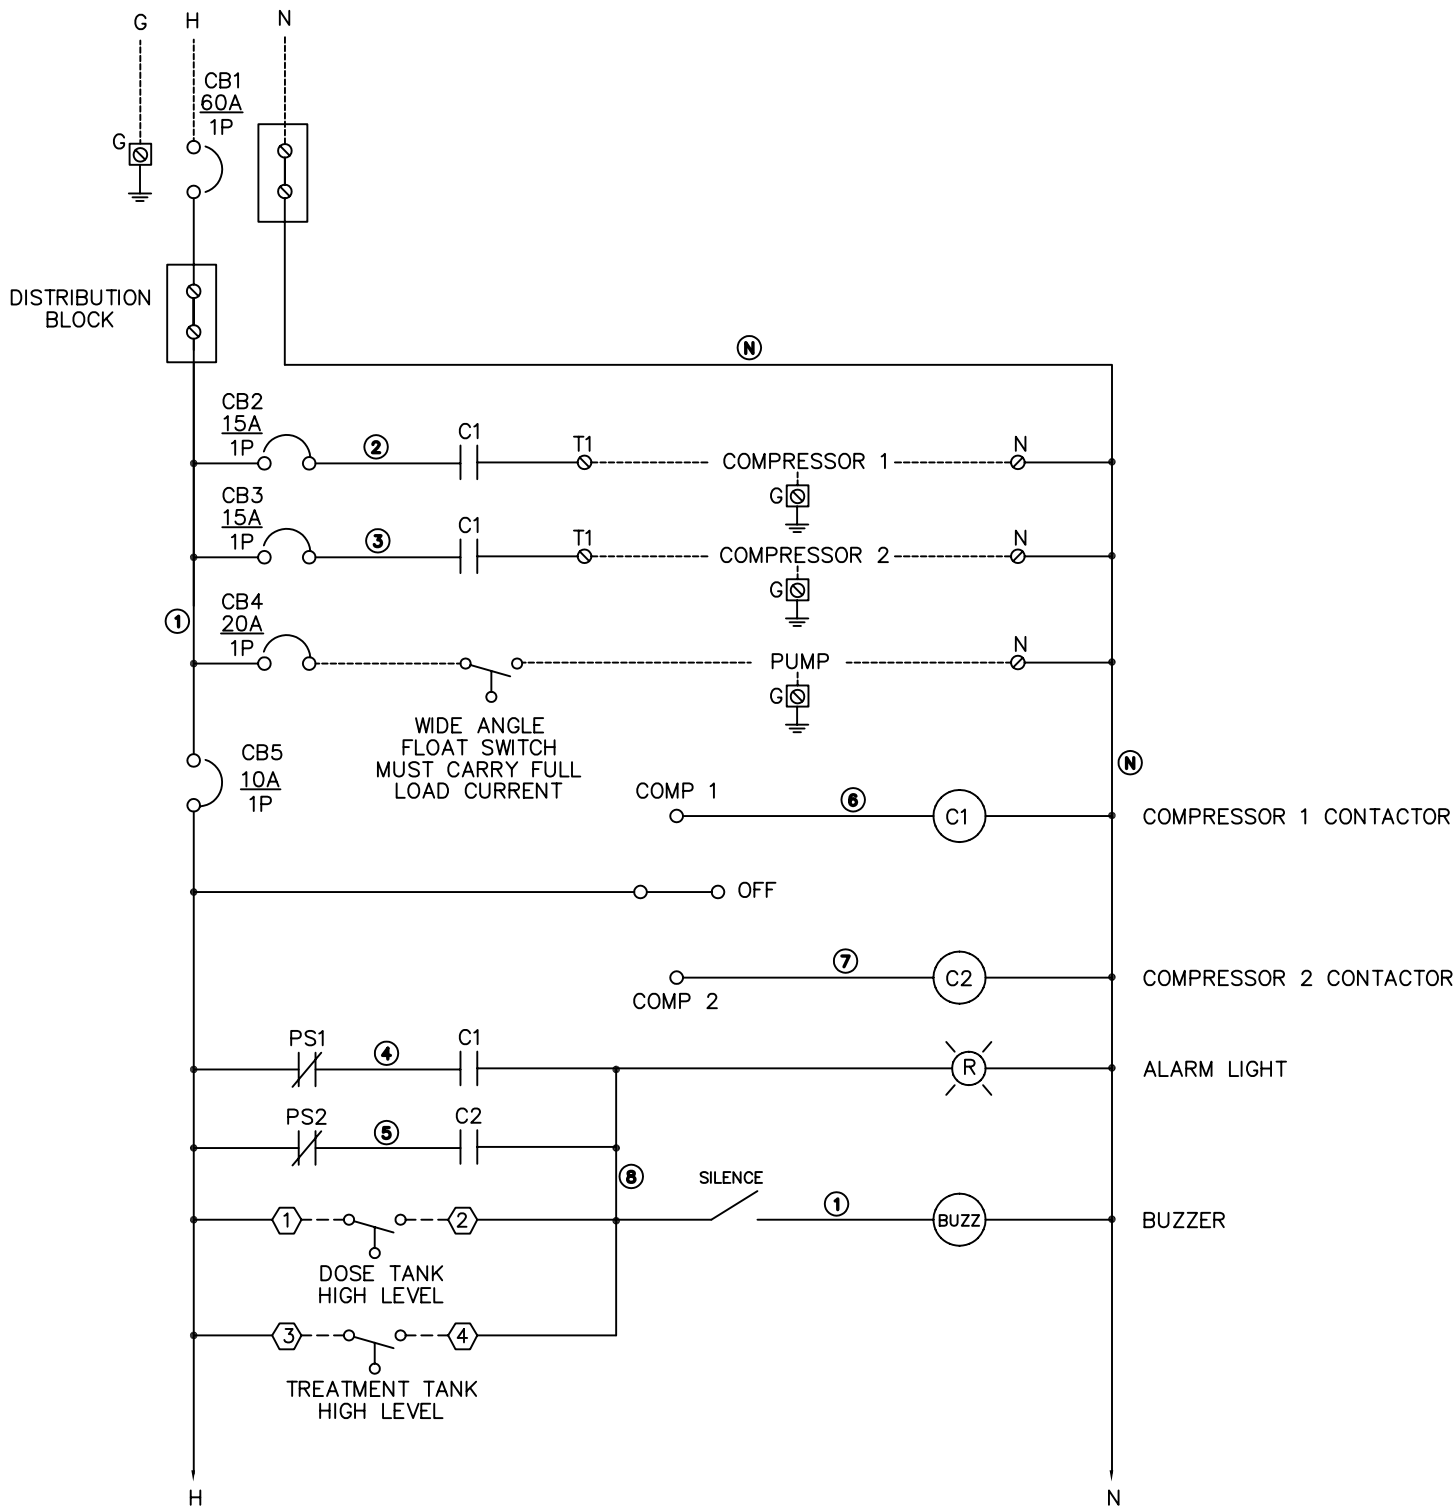 G H N
CB1
60A
1P
G
DISTRIBUTION
BLOCK
N
CB2
15A
1P
2
C1
T1
COMPRESSOR 1
N
G
CB3
15A
1P
3
C1
T1
COMPRESSOR 2
N
G
1
CB4
20A
1P
PUMP
N
G
WIDE ANGLE
FLOAT SWITCH
MUST CARRY FULL
LOAD CURRENT
CB5
10A
1P
N
COMP 1
6
C1
COMPRESSOR 1 CONTACTOR
OFF
COMP 2
7
C2
COMPRESSOR 2 CONTACTOR
PS1
4
C1
R
ALARM LIGHT
PS2
5
C2
8
SILENCE
1
BUZZ
BUZZER
1
2
DOSE TANK
HIGH LEVEL
3
4
TREATMENT TANK
HIGH LEVEL
H
N